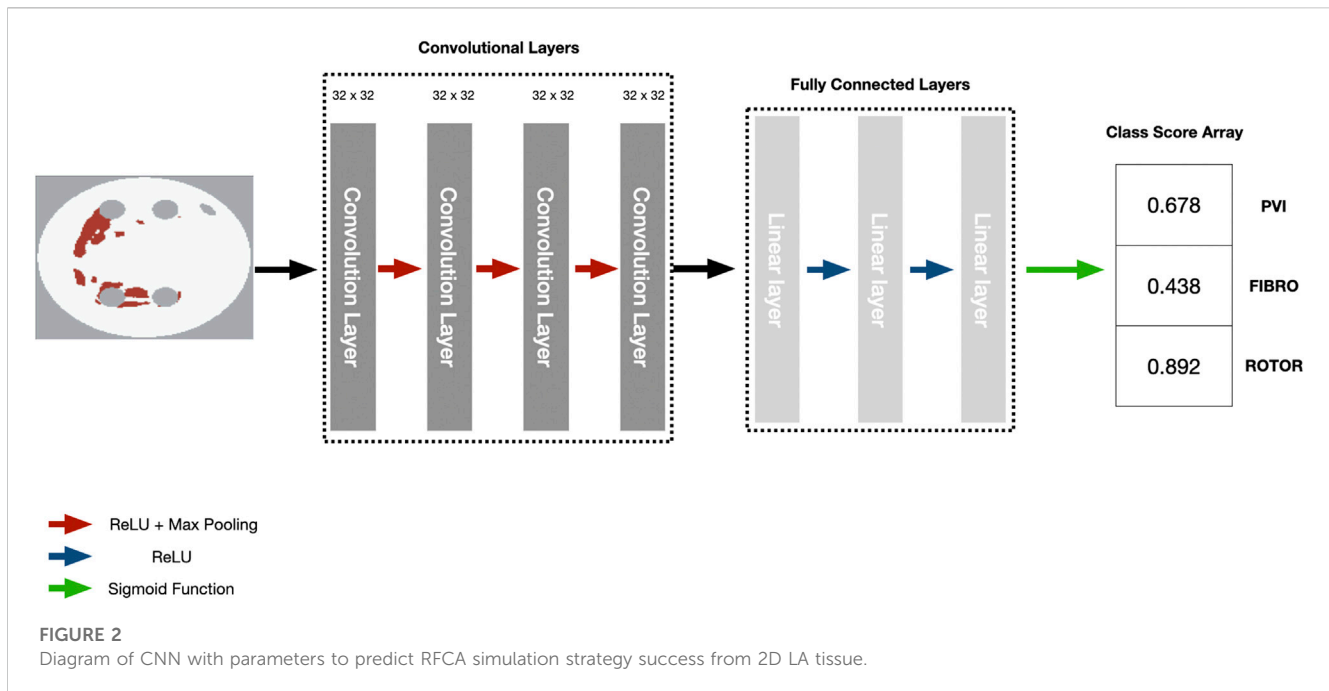 Convolutional Layers
32 x 32
32 x 32
32 x 32
32 x 32
Convolution Layer
Convolution Layer
Convolution Layer
Convolution Layer
Fully Connected Layers
Linear layer
Linear layer
Linear layer
Class Score Array
0.678
PVI
0.438
FIBRO
0.892
ROTOR
ReLU + Max Pooling
ReLU
Sigmoid Function
FIGURE 2
Diagram of CNN with parameters to predict RFCA simulation strategy success from 2D LA tissue.